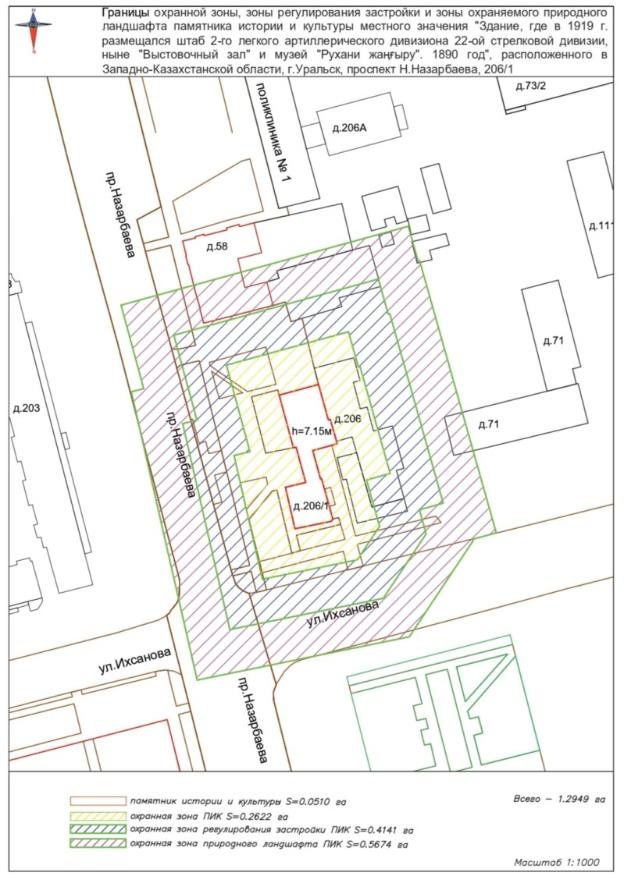 Границы охранной зоны, зоны регулирования застройки и зоны охраняемого природного
ландшафта памятника истории и культуры местного значения "Здание, где в 1919 г.
размещался штаб 2-го легкого артиллерического дивизиона 22-ой стрелковой дивизии,
ныне "Выстовочный зал" и музей "Рухани жаңғыру". 1890 год", расположенного в
Западно-Казахстанской области, г.Уральск, проспект Н.Назарбаева, 206/1
д.73/2
поликлиника № 1
д.206А
пр.Назарбаева
д.58
д.111
д.71
д.203
пр.Назарбаева
h=7.15м
д.206
д.71
д.206/1
ул.Ихсанова
ул.Ихсанова
пр.Назарбаева
памятник истории и культуры S=0.0510 га
Всего – 1.2949 га
охранная зона ПИК S=0.2622 га
охранная зона регулирования застройки ПИК S=0.4141 га
охранная зона природного ландшафта ПИК S=0.5674 га
Масштаб 1:1000